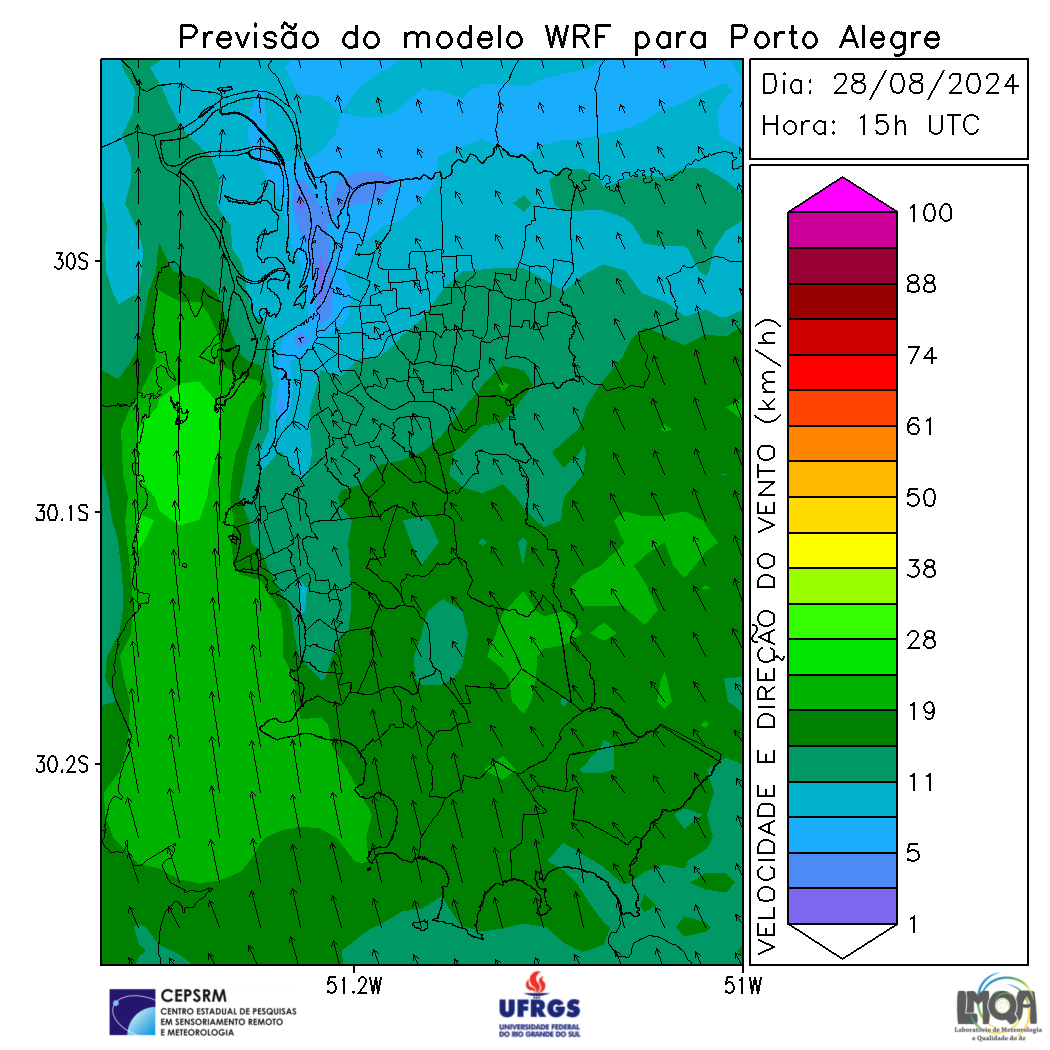 Previsão do modelo WRF para Porto Alegre
Dia: 28/08/2024
Hora: 15h UTC
30S
30.1S
30.2S
51.2W
51W
VELOCIDADE E DIREÇÃO DO VENTO (km/h)
100
88
74
61
50
38
28
19
11
5
1
CEPSRM
CENTRO ESTADUAL DE PESQUISAS
EM SENSORIAMENTO REMOTO
E METEOROLOGIA
UFRGS
UNIVERSIDADE FEDERAL
DO RIO GRANDE DO SUL
LMQA
Laboratório de Meteorologia
e Qualidade do Ar